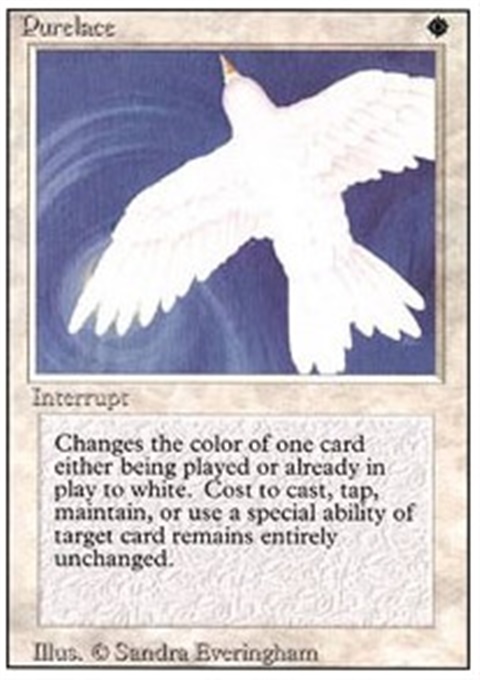 Purelace
Interrupt
Changes the color of one card
either being played or already in
play to white. Cost to cast, tap,
maintain, or use a special ability of
target card remains entirely
unchanged.
Illus. © Sandra Everingham